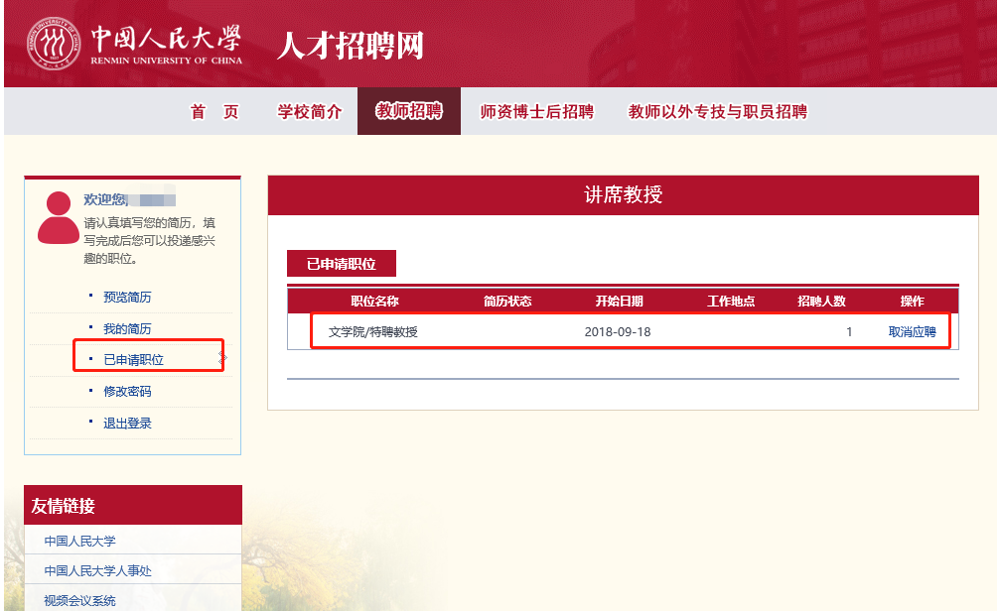 中国人民大学
RENMIN UNIVERSITY OF CHINA
人才招聘网
首 页 学校简介 教师招聘 师资博士后招聘 教师以外专技与职员招聘
欢迎您,
请认真填写您的简历，填
写完成后您可以投递感兴
趣的职位。
预览简历
我的简历
已申请职位
修改密码
退出登录
讲席教授
已申请职位
职位名称 简历状态 开始日期 工作地点 招聘人数 操作
文学院/特聘教授 2018-09-18 1 取消应聘
友情链接
中国人民大学
中国人民大学人事处
视频会议系统